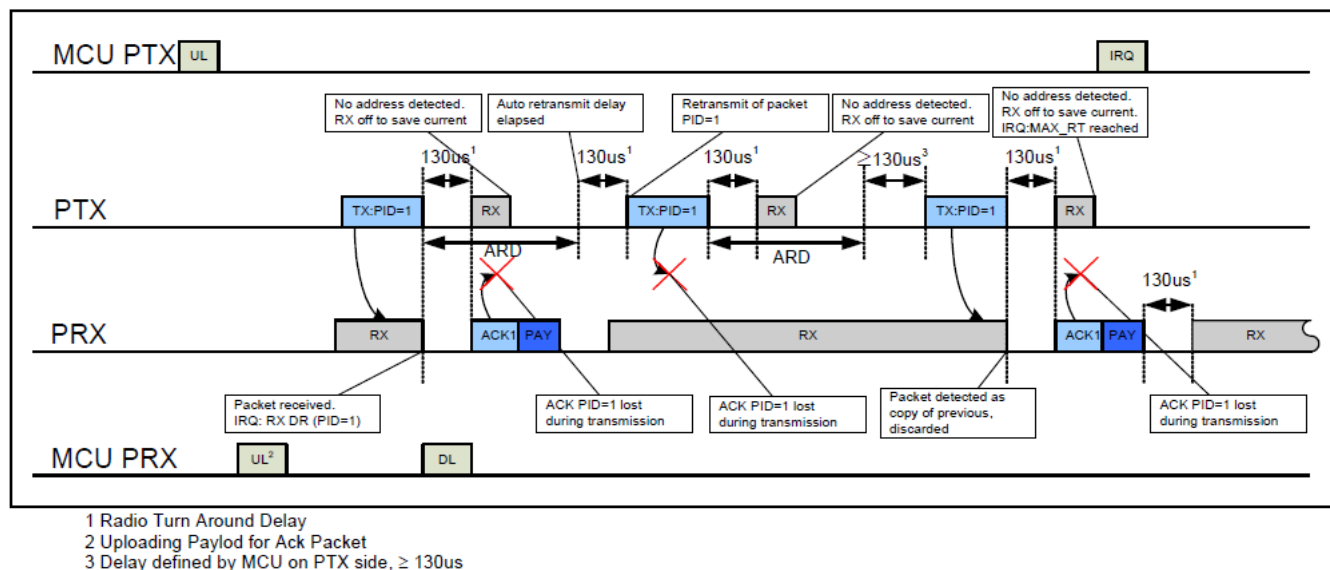 MCU PTX
UL
IRQ
No address detected.
RX off to save current
Auto retransmit delay
elapsed
Retransmit of packet
PID=1
No address detected.
RX off to save current
No address detected.
RX off to save current.
IRQ:MAX_RT reached
130us¹
130us¹
130us¹
≥130us³
130us¹
PTX
TX:PID=1
RX
TX:PID=1
RX
TX:PID=1
RX
ARD
ARD
130us¹
PRX
RX
ACK1
PAY
RX
ACK1
PAY
RX
Packet received.
IRQ: RX DR (PID=1)
ACK PID=1 lost
during transmission
ACK PID=1 lost
during transmission
Packet detected as
copy of previous,
discarded
ACK PID=1 lost
during transmission
MCU PRX
UL²
DL
1 Radio Turn Around Delay
2 Uploading Paylod for Ack Packet
3 Delay defined by MCU on PTX side, ≥ 130us